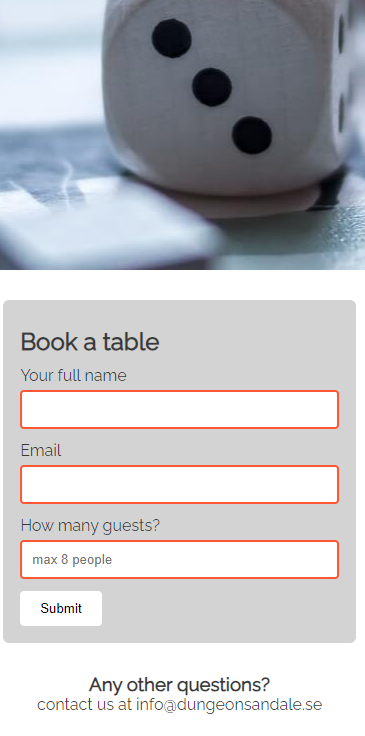 Book a table
Your full name
Email
How many guests?
max 8 people
Submit
Any other questions?
contact us at info@dungeonsandale.se